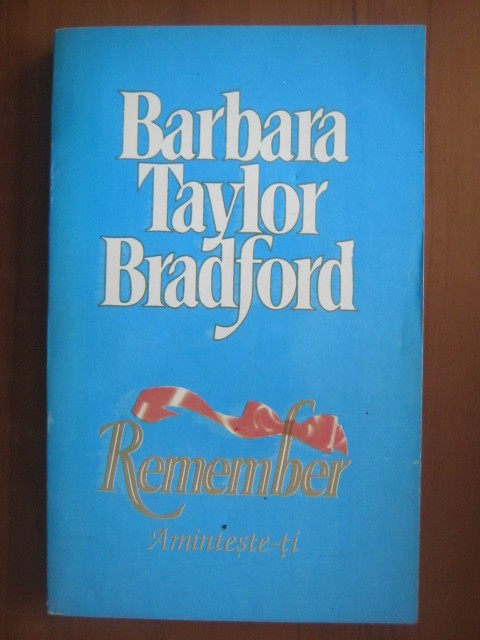 Barbara
Taylor
Bradford
Remember
Amintește-ți